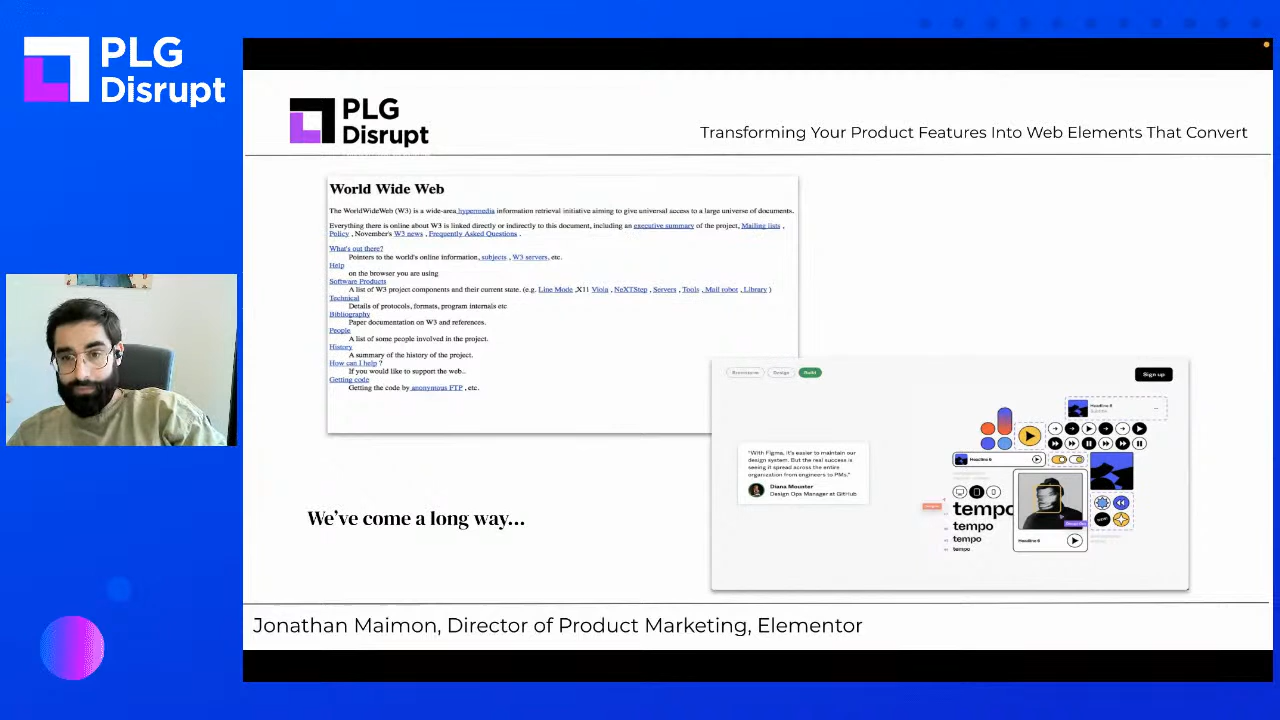 PLG
Disrupt
PLG
Disrupt
Transforming Your Product Features Into Web Elements That Convert
World Wide Web
The WorldWideWeb (W3) is a wide-area hypermedia information retrieval initiative aiming to give universal access to a large universe of documents.
Everything there is online about W3 is linked directly or indirectly to this document, including an executive summary of the project, Mailing lists ,
Policy , November's W3 news , Frequently Asked Questions .
What's out there?
Pointers to the world's online information, subjects , W3 servers, etc.
Help
on the browser you are using
Software Products
A list of W3 project components and their current state. (e.g. Line Mode ,X11 Viola , NeXTStep , Servers , Tools , Mail robot , Library )
Technical
Details of protocols, formats, program internals etc
Bibliography
Paper documentation on W3 and references.
People
A list of some people involved in the project.
History
A summary of the history of the project.
How can I help ?
If you would like to support the web..
Getting code
Getting the code by anonymous FTP , etc.
Brainstorm Design Build
Sign up
"With Figma, it's easier to maintain our
design system. But the real success is
seeing it spread across the entire
organization from engineers to PMs."
Diana Mounter
Design Ops Manager at GitHub
Headline 6
Headline 6
tempo
tempo
tempo
tempo
Headline 6
We've come a long way...
Jonathan Maimon, Director of Product Marketing, Elementor